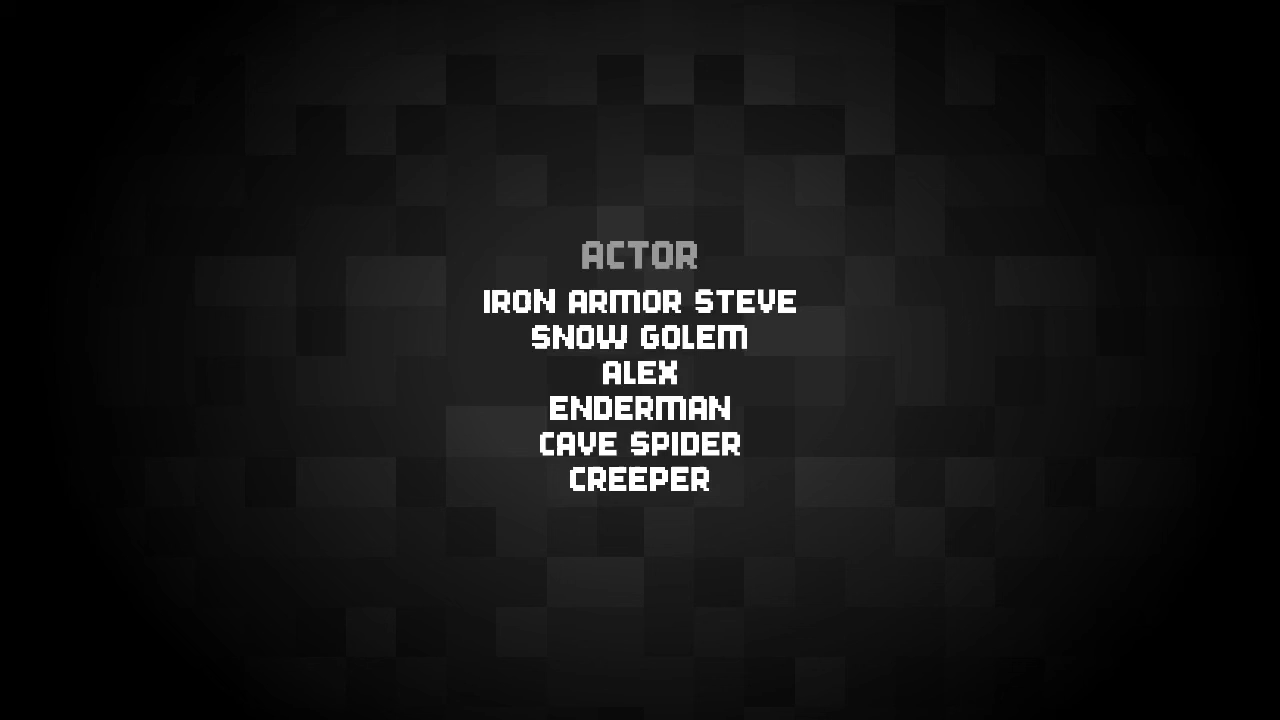 ACTOR
IRON ARMOR STEVE
SNOW GOLEM
ALEX
ENDERMAN
CAVE SPIDER
CREEPER